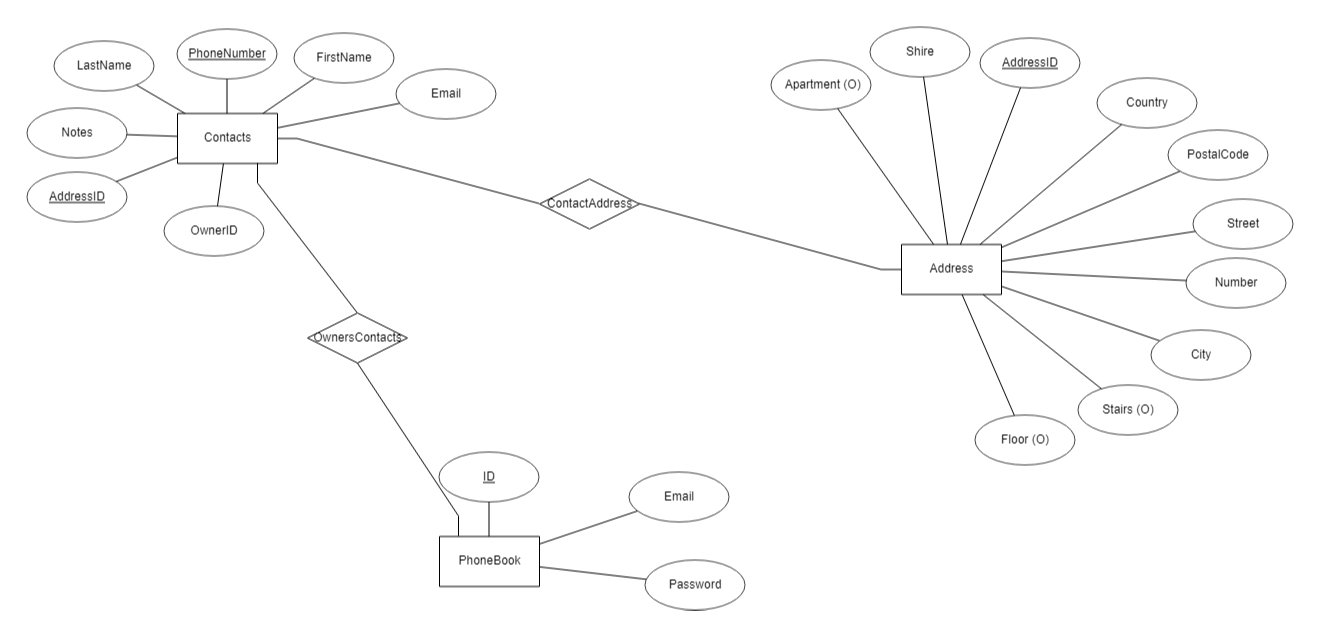 LastName
PhoneNumber
FirstName
Email
Notes
Contacts
AddressID
OwnerID
ContactAddress
OwnersContacts
Apartment (O)
Shire
AddressID
Country
PostalCode
Street
Address
Number
City
Stairs (O)
Floor (O)
ID
Email
PhoneBook
Password